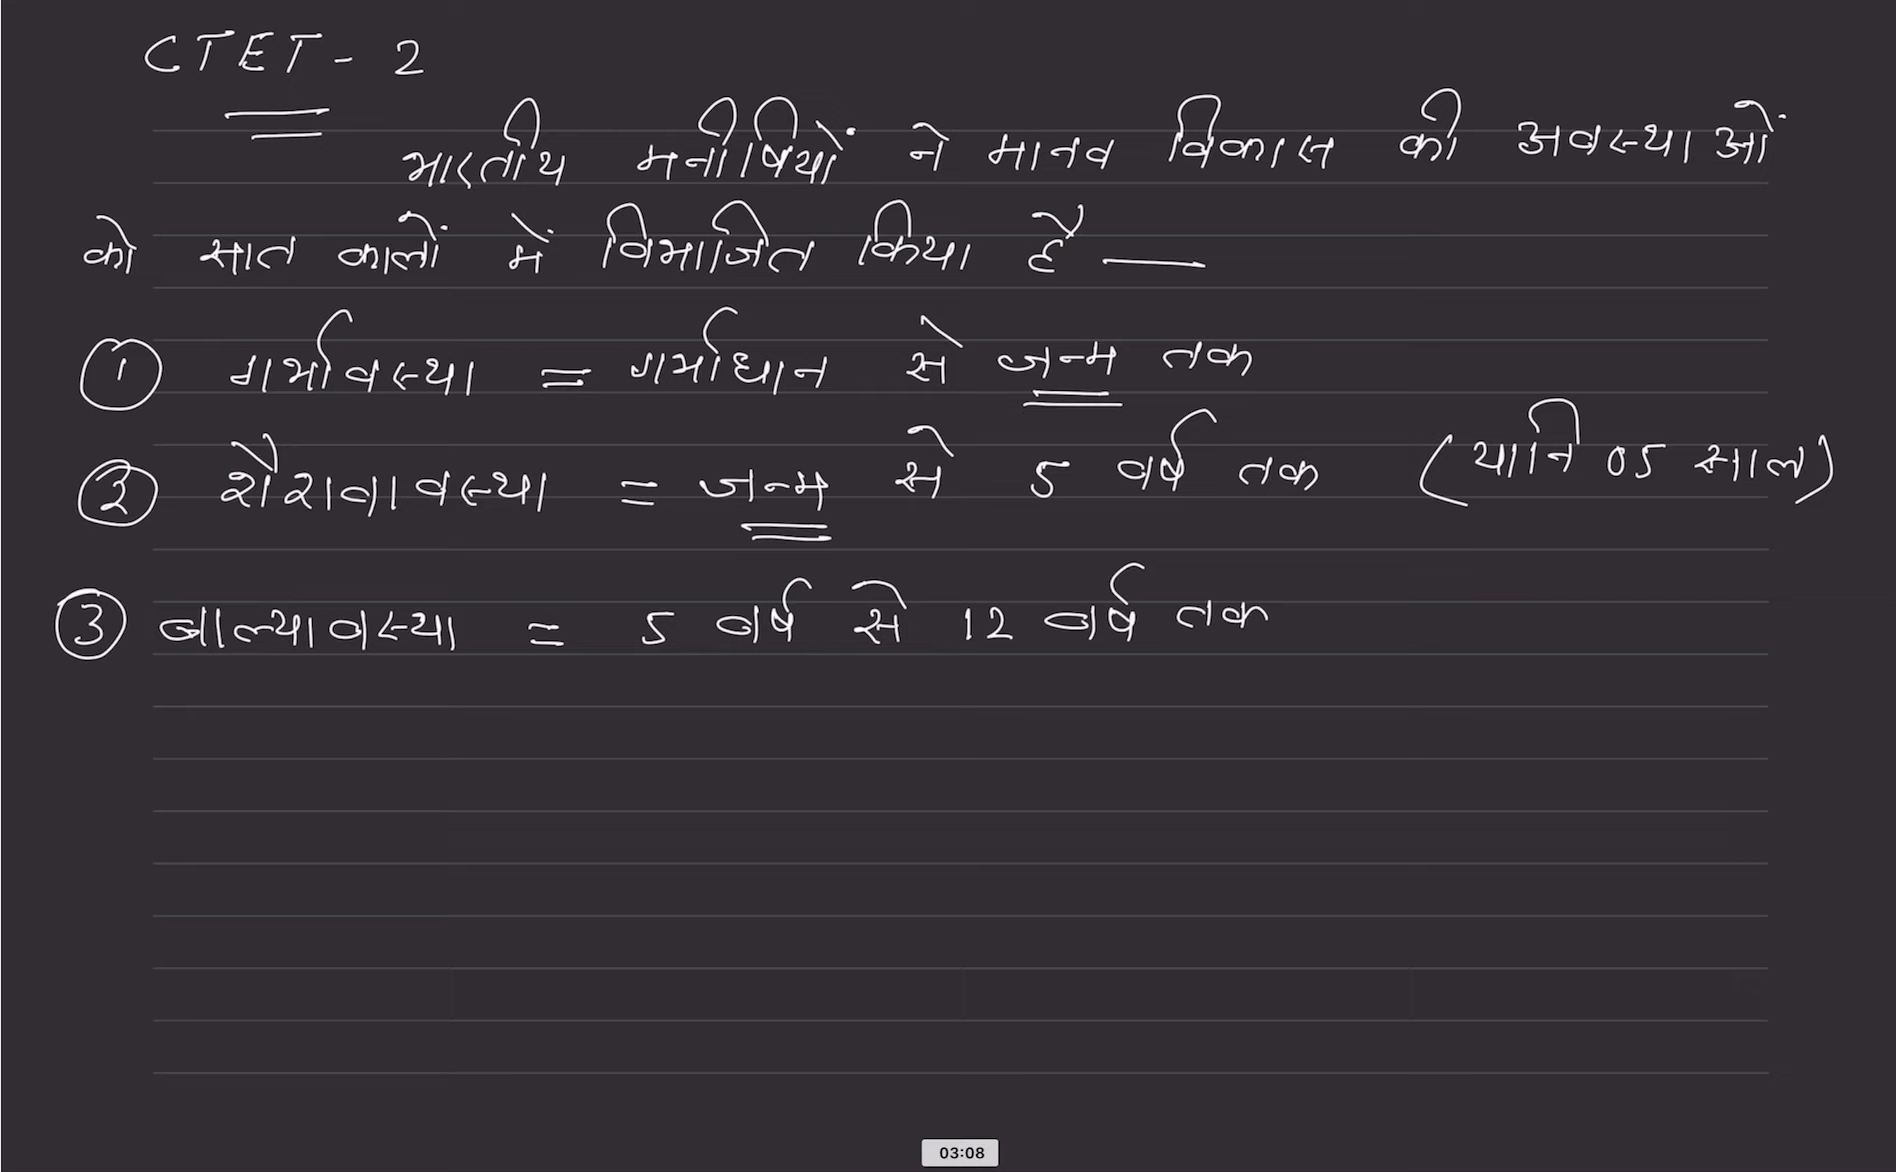 CTET - 2
भारतीय मनीषियों ने मानव विकास की अवस्थाओं
को सात कालों में विभाजित किया है —
① गर्भावस्था = गर्भाधान से जन्म तक
② शैशवावस्था = जन्म से 5 वर्ष तक (यानि 05 साल)
③ बाल्यावस्था = 5 वर्ष से 12 वर्ष तक
03:08